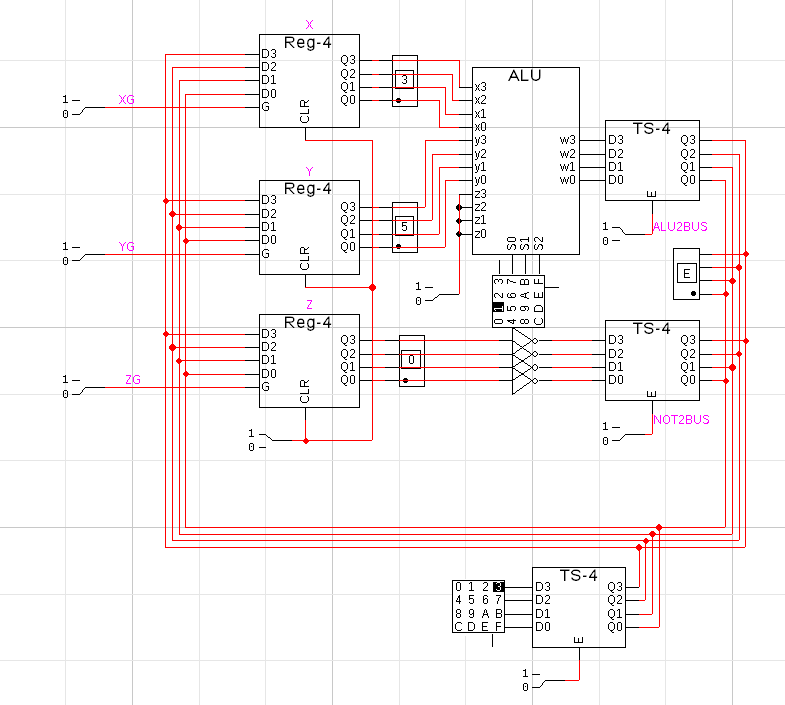 X
Reg-4
D3
D2
D1
D0
G
CLR
Q3
Q2
Q1
Q0
3
1
0
XG
ALU
x3
x2
x1
x0
y3
y2
y1
y0
z3
z2
z1
z0
w3
w2
w1
w0
S0
S1
S2
TS-4
D3
D2
D1
D0
Q3
Q2
Q1
Q0
E
1
0
ALU2BUS
Y
Reg-4
D3
D2
D1
D0
G
CLR
Q3
Q2
Q1
Q0
5
1
0
YG
1
0
0 1 2 3
4 5 6 7
8 9 A B
C D E F
E
Z
Reg-4
D3
D2
D1
D0
G
CLR
Q3
Q2
Q1
Q0
0
1
0
ZG
1
0
TS-4
D3
D2
D1
D0
Q3
Q2
Q1
Q0
E
1
0
NOT2BUS
0 1 2 3
4 5 6 7
8 9 A B
C D E F
TS-4
D3
D2
D1
D0
Q3
Q2
Q1
Q0
E
1
0